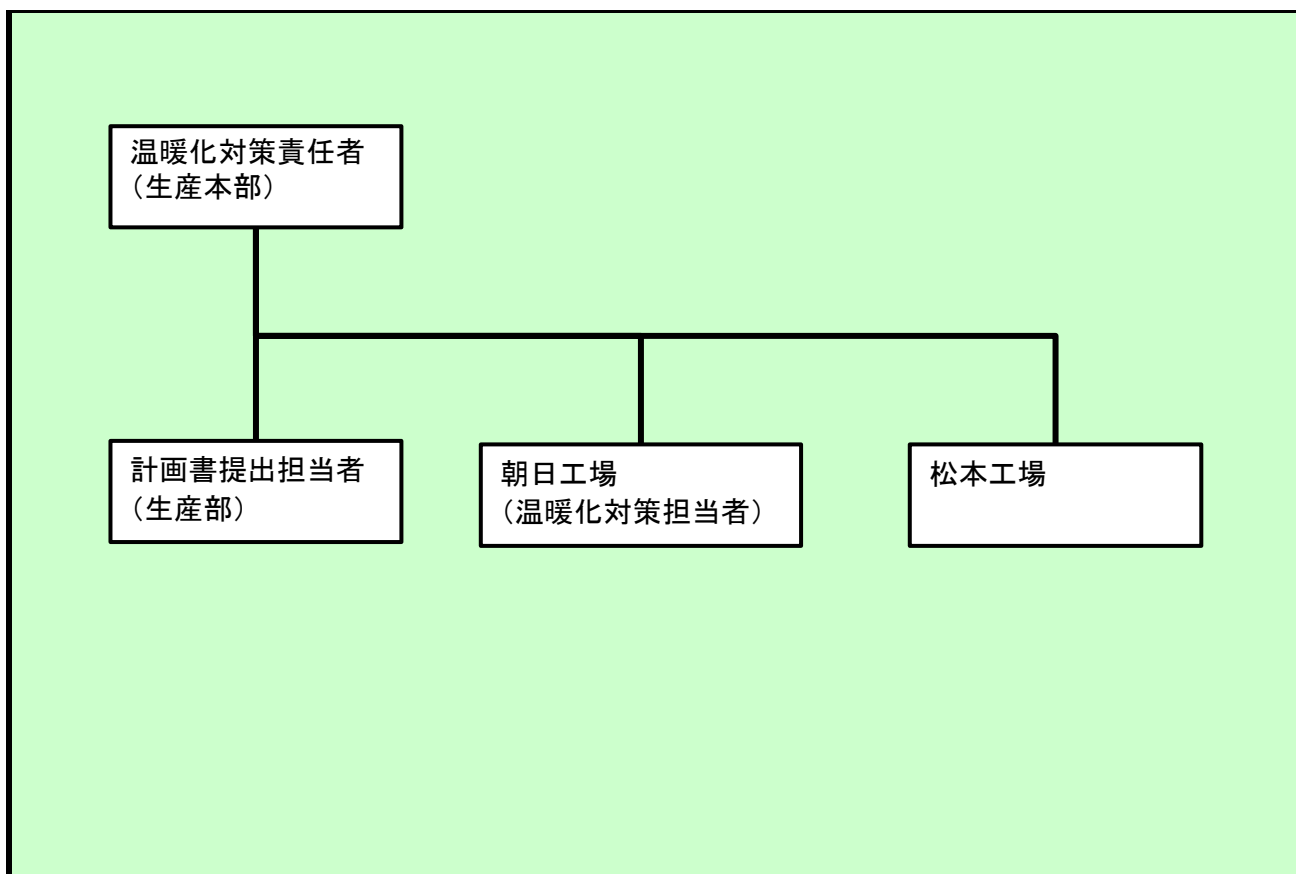 温暖化対策責任者
（生産本部）
計画書提出担当者
（生産部）
朝日工場
（温暖化対策担当者）
松本工場